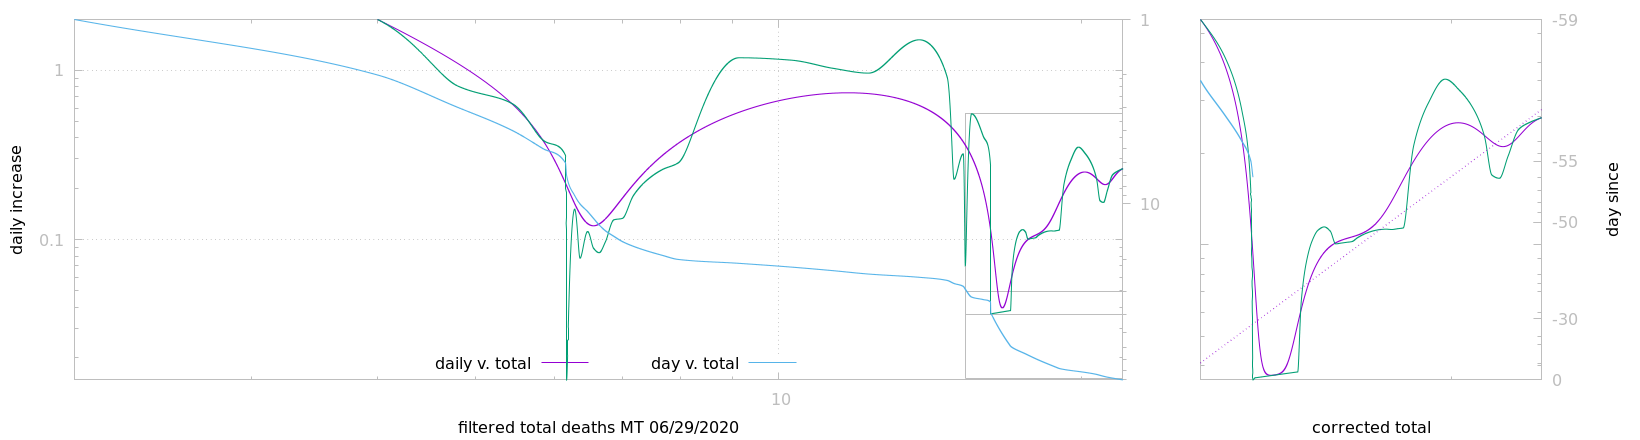 daily increase
1
0.1
daily v. total
day v. total
10
1
10
filtered total deaths MT 06/29/2020
-59
-55
-50
-30
0
day since
corrected total